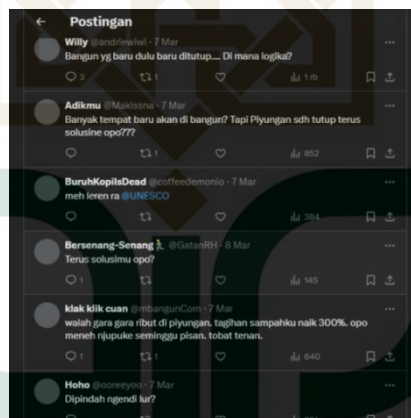 ← Postingan
Willy @andriewiwi · 7 Mar
Bangun yg baru dulu baru ditutup.... Di mana logika?
3 1 1 rb
Adikmu @Makissna · 7 Mar
Banyak tempat baru akan di bangun? Tapi Piyungan sdh tutup terus
solusine opo???
1 852
BuruhKopiIsDead @coffeedemonio · 7 Mar
meh leren ra @UNESCO
384
Bersenang-Senang @GatanRH · 8 Mar
Terus solusimu opo?
1 145
klak klik cuan @mbangunCom · 7 Mar
walah gara gara ribut di piyungan. tagihan sampahku naik 300%. opo
meneh njupuke seminggu pisan. tobat tenan.
1 1 640
Hoho @ooreeyoo · 7 Mar
Dipindah ngendi lur?